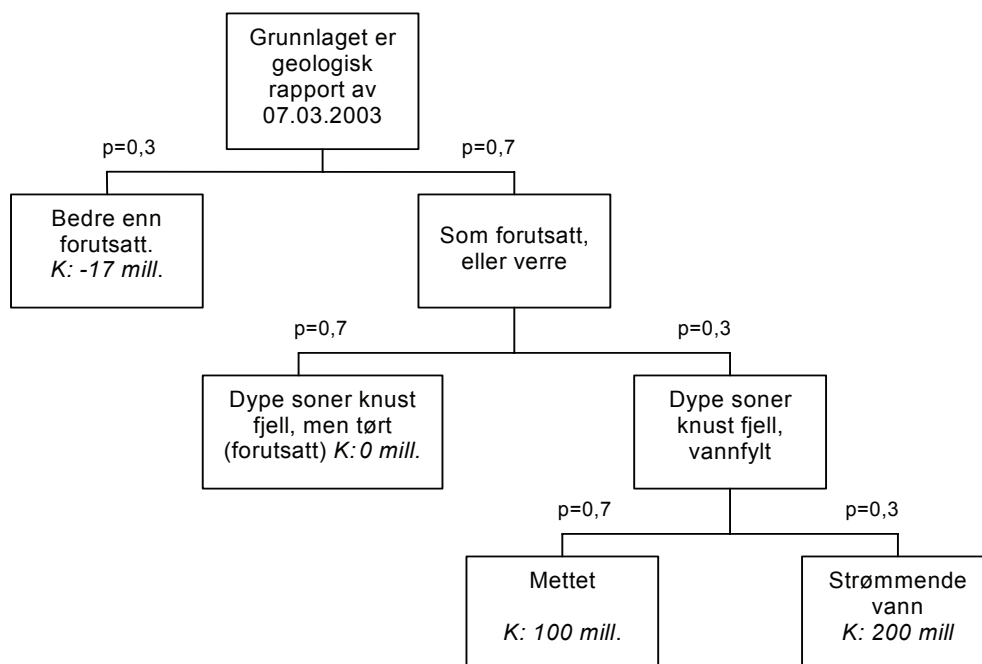 Grunnlaget er
geologisk
rapport av
07.03.2003
p=0,3
p=0,7
Bedre enn
forutsatt.
K: -17 mill.
Som forutsatt,
eller verre
p=0,7
p=0,3
Dype soner knust
fjell, men tørt
(forutsatt) K: 0 mill.
Dype soner
knust fjell,
vannfylt
p=0,7
p=0,3
Mettet
K: 100 mill.
Strømmende
vann
K: 200 mill